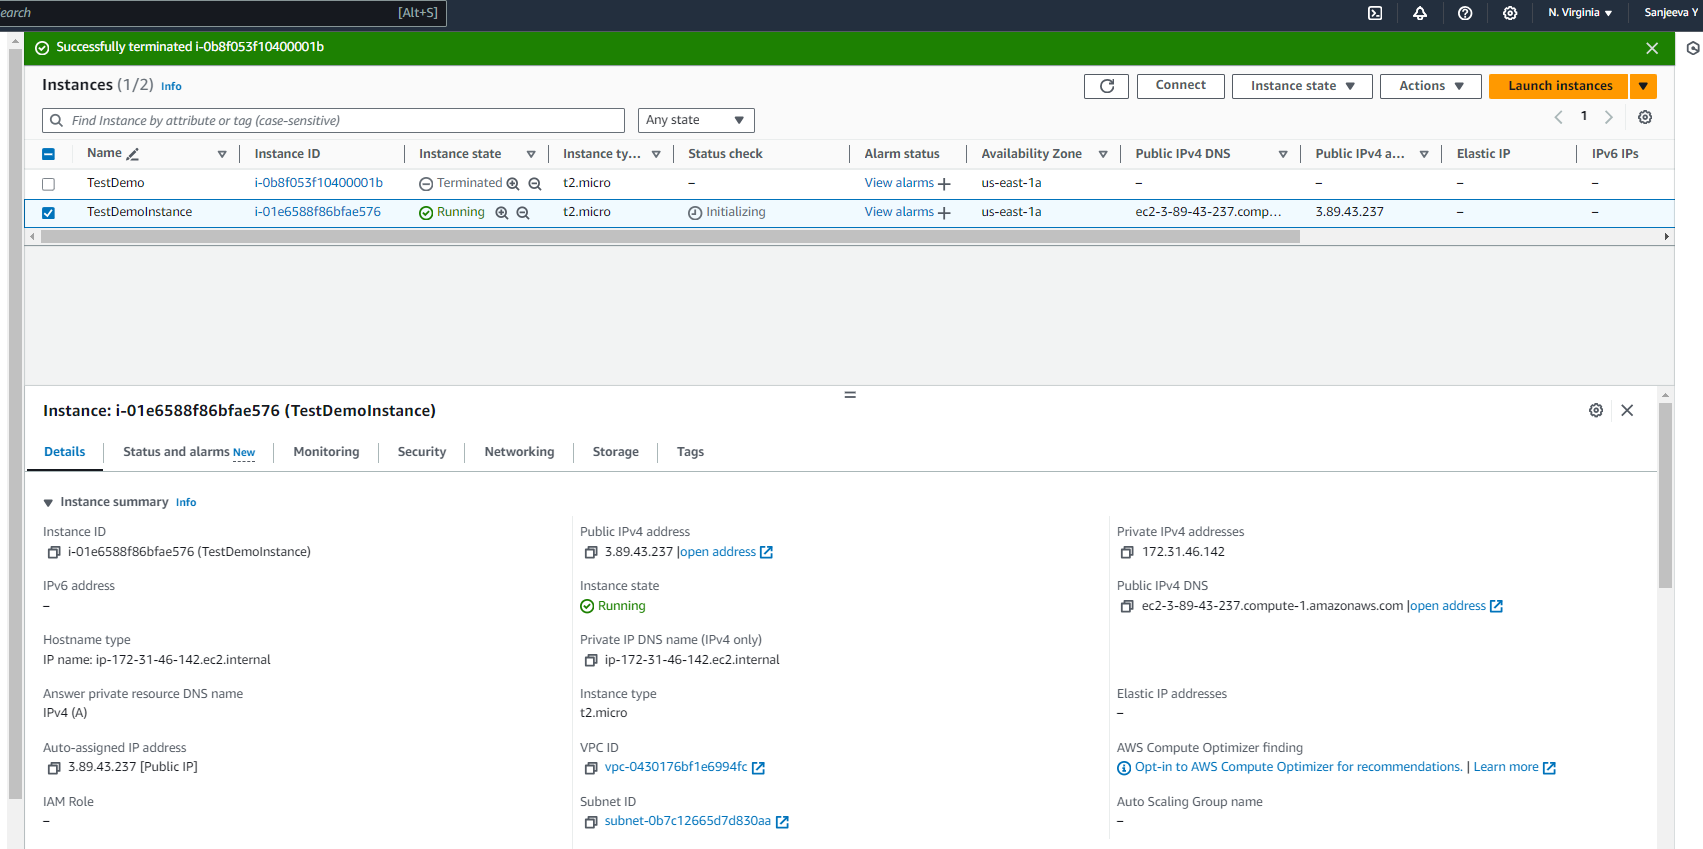 earch [Alt+S] N. Virginia Sanjeeva Y
Successfully terminated i-0b8f053f10400001b
Instances (1/2) Info Connect Instance state Actions Launch instances
Find Instance by attribute or tag (case-sensitive) Any state 1
Name Instance ID Instance state Instance ty... Status check Alarm status Availability Zone Public IPv4 DNS Public IPv4 a... Elastic IP IPv6 IPs
TestDemo i-0b8f053f10400001b Terminated t2.micro – View alarms + us-east-1a – – – –
TestDemoInstance i-01e6588f86bfae576 Running t2.micro Initializing View alarms + us-east-1a ec2-3-89-43-237.comp... 3.89.43.237 – –
Instance: i-01e6588f86bfae576 (TestDemoInstance)
Details Status and alarms New Monitoring Security Networking Storage Tags
Instance summary Info
Instance ID Public IPv4 address Private IPv4 addresses
i-01e6588f86bfae576 (TestDemoInstance) 3.89.43.237 |open address 172.31.46.142
IPv6 address Instance state Public IPv4 DNS
– Running ec2-3-89-43-237.compute-1.amazonaws.com |open address
Hostname type Private IP DNS name (IPv4 only)
IP name: ip-172-31-46-142.ec2.internal ip-172-31-46-142.ec2.internal
Answer private resource DNS name Instance type Elastic IP addresses
IPv4 (A) t2.micro –
Auto-assigned IP address VPC ID AWS Compute Optimizer finding
3.89.43.237 [Public IP] vpc-0430176bf1e6994fc Opt-in to AWS Compute Optimizer for recommendations. | Learn more
IAM Role Subnet ID Auto Scaling Group name
– subnet-0b7c12665d7d830aa –